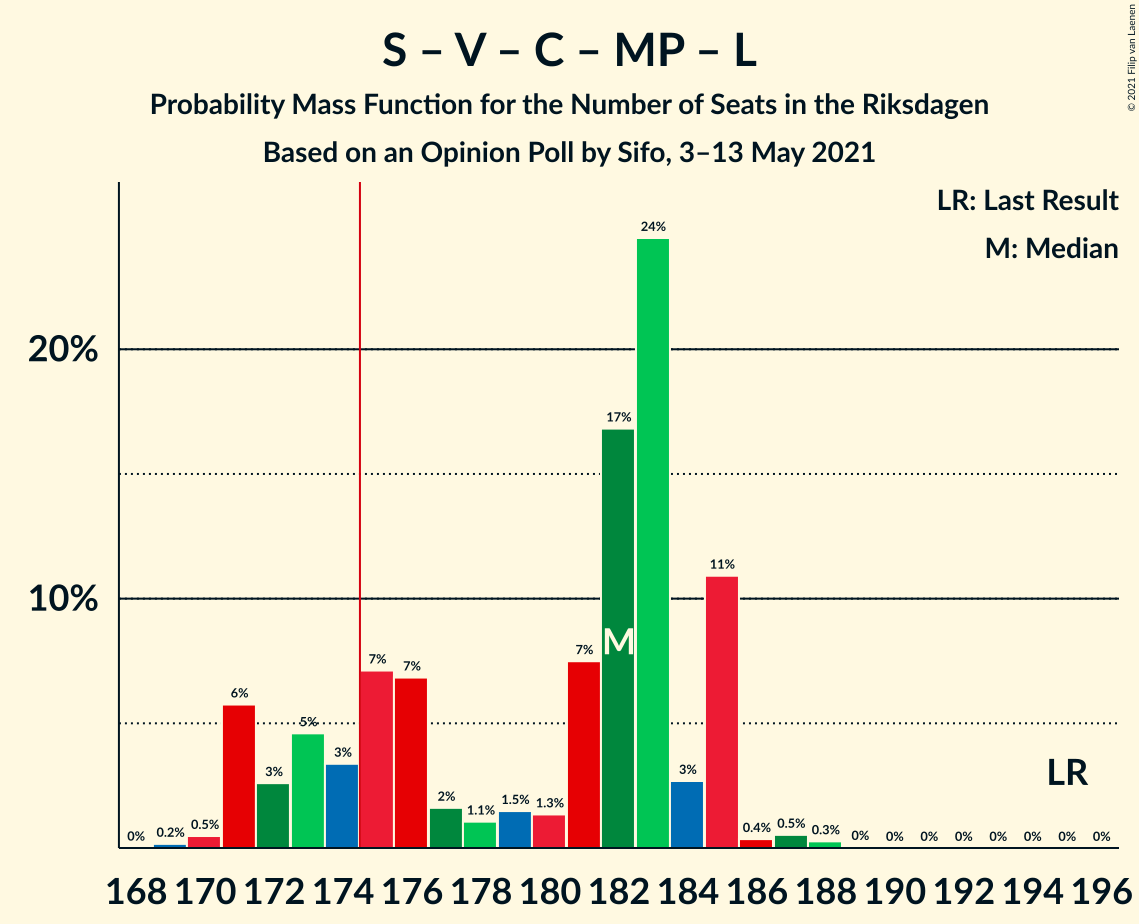 S – V – C – MP – L
Probability Mass Function for the Number of Seats in the Riksdagen
Based on an Opinion Poll by Sifo, 3–13 May 2021
© 2021 Filip van Laenen
LR: Last Result
M: Median
20%
10%
0% 0.2% 0.5% 6% 3% 5% 3% 7% 7% 2% 1.1% 1.5% 1.3% 7% 17% 24% 3% 11% 0.4% 0.5% 0.3% 0% 0% 0% 0% 0% 0% 0% 0%
M
LR
168 170 172 174 176 178 180 182 184 186 188 190 192 194 196